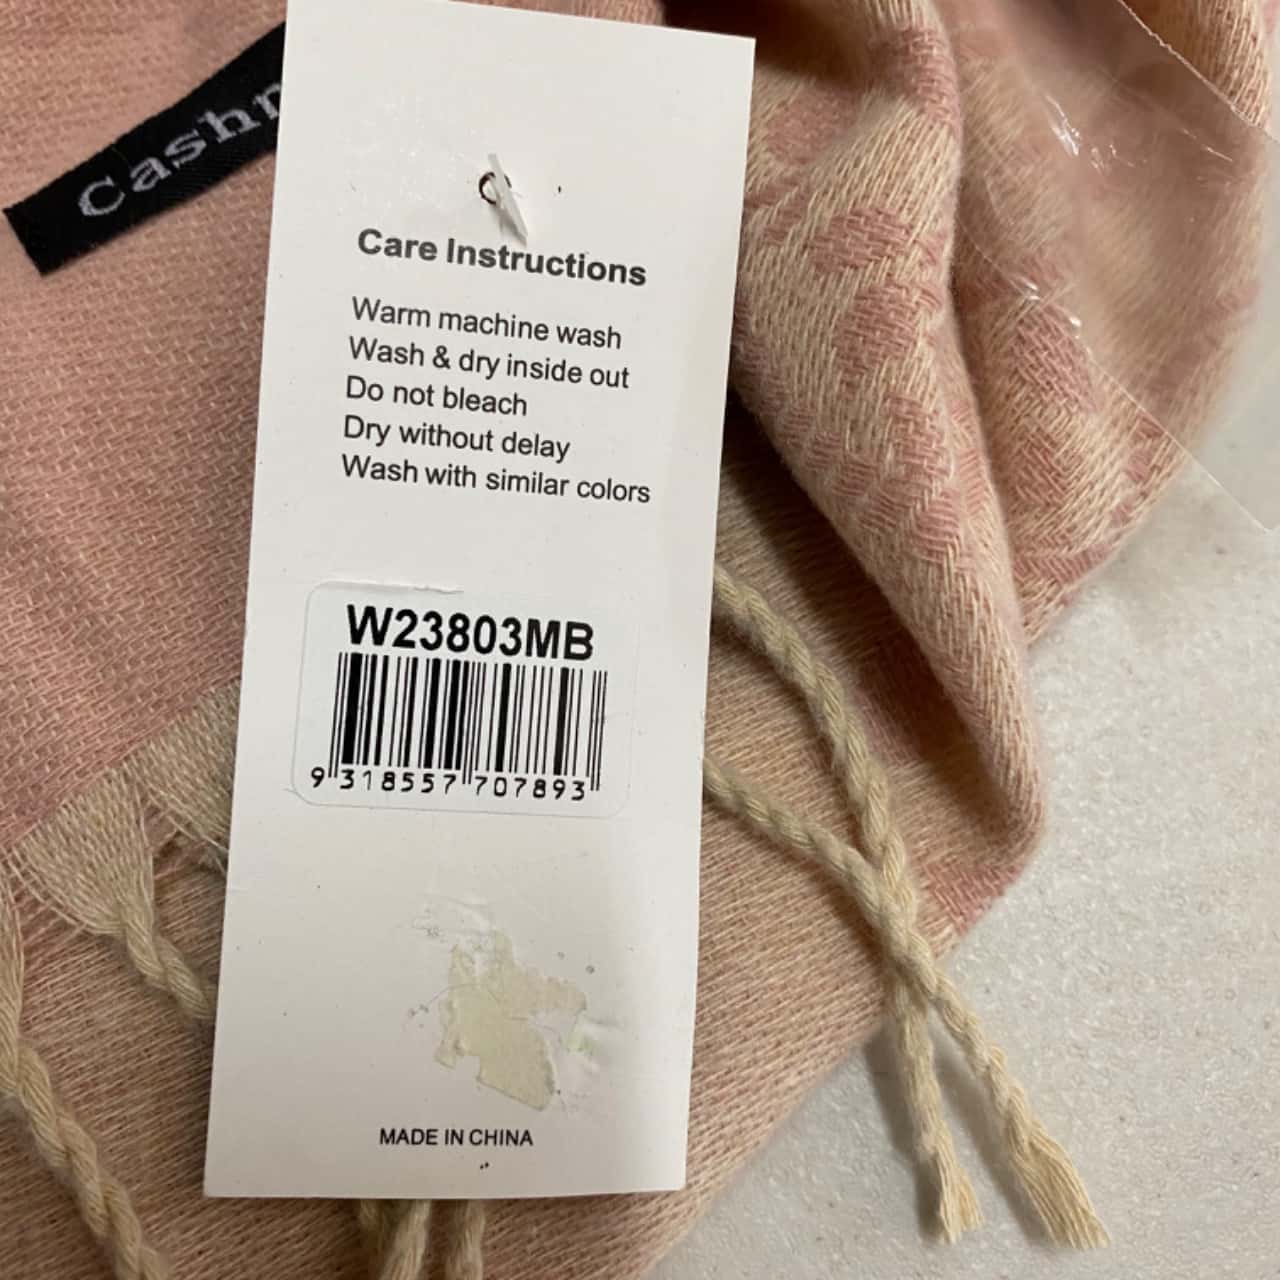 Cashm
Care Instructions
Warm machine wash
Wash & dry inside out
Do not bleach
Dry without delay
Wash with similar colors
W23803MB
9 318557 707893
MADE IN CHINA